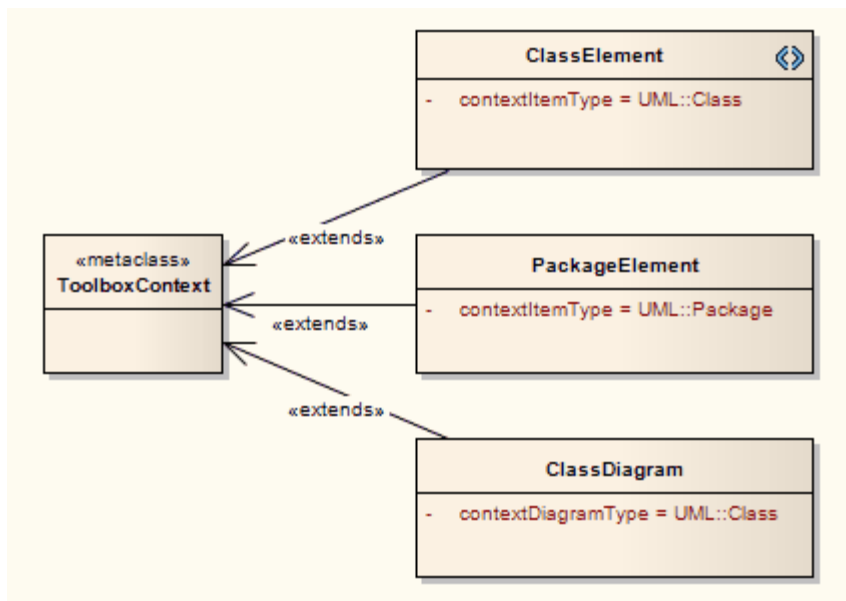 ClassElement
- contextItemType = UML::Class
«extends»
«metaclass»
ToolboxContext
PackageElement
- contextItemType = UML::Package
«extends»
«extends»
ClassDiagram
- contextDiagramType = UML::Class